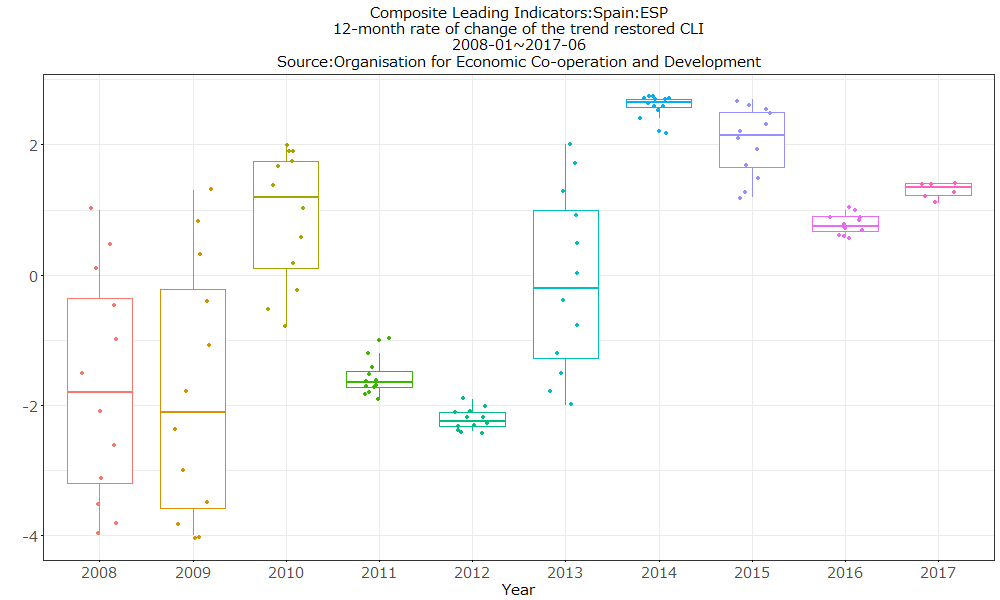 Composite Leading Indicators:Spain:ESP
12-month rate of change of the trend restored CLI
2008-01~2017-06
Source:Organisation for Economic Co-operation and Development
2
0
-2
-4
2008 2009 2010 2011 2012 2013 2014 2015 2016 2017
Year